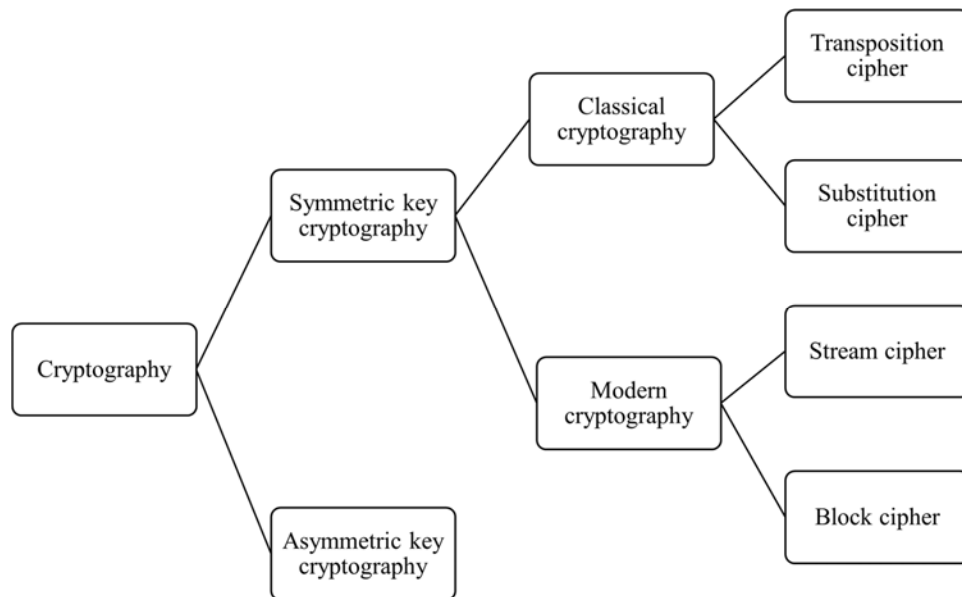 Transposition
cipher
Classical
cryptography
Substitution
cipher
Symmetric key
cryptography
Cryptography
Stream cipher
Modern
cryptography
Block cipher
Asymmetric key
cryptography